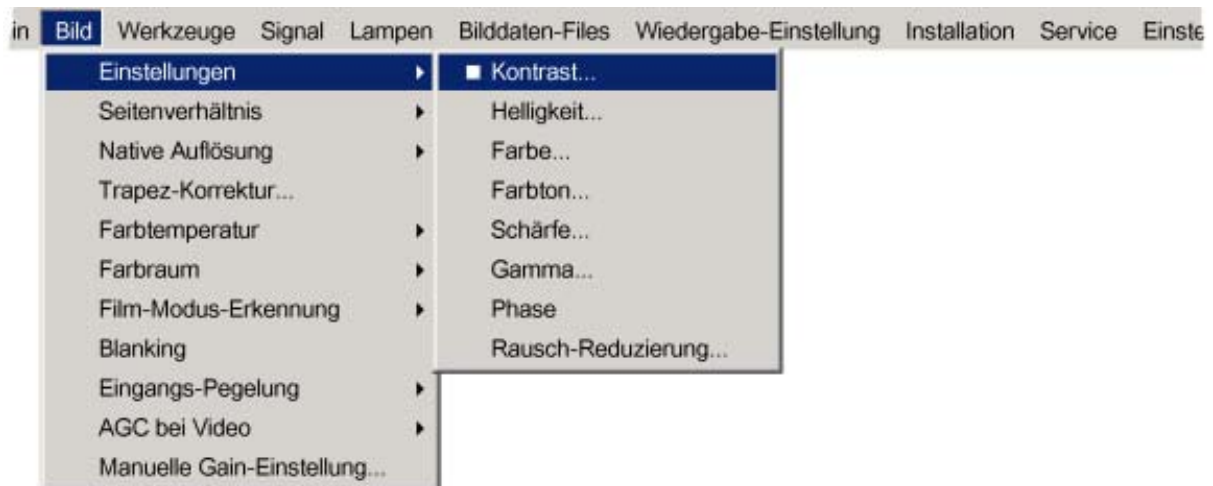 in Bild Werkzeuge Signal Lampen Bilddaten-Files Wiedergabe-Einstellung Installation Service Einste
Einstellungen
Seitenverhältnis
Native Auflösung
Trapez-Korrektur...
Farbtemperatur
Farbraum
Film-Modus-Erkennung
Blanking
Eingangs-Pegelung
AGC bei Video
Manuelle Gain-Einstellung...
Kontrast...
Helligkeit...
Farbe...
Farbton...
Schärfe...
Gamma...
Phase
Rausch-Reduzierung...